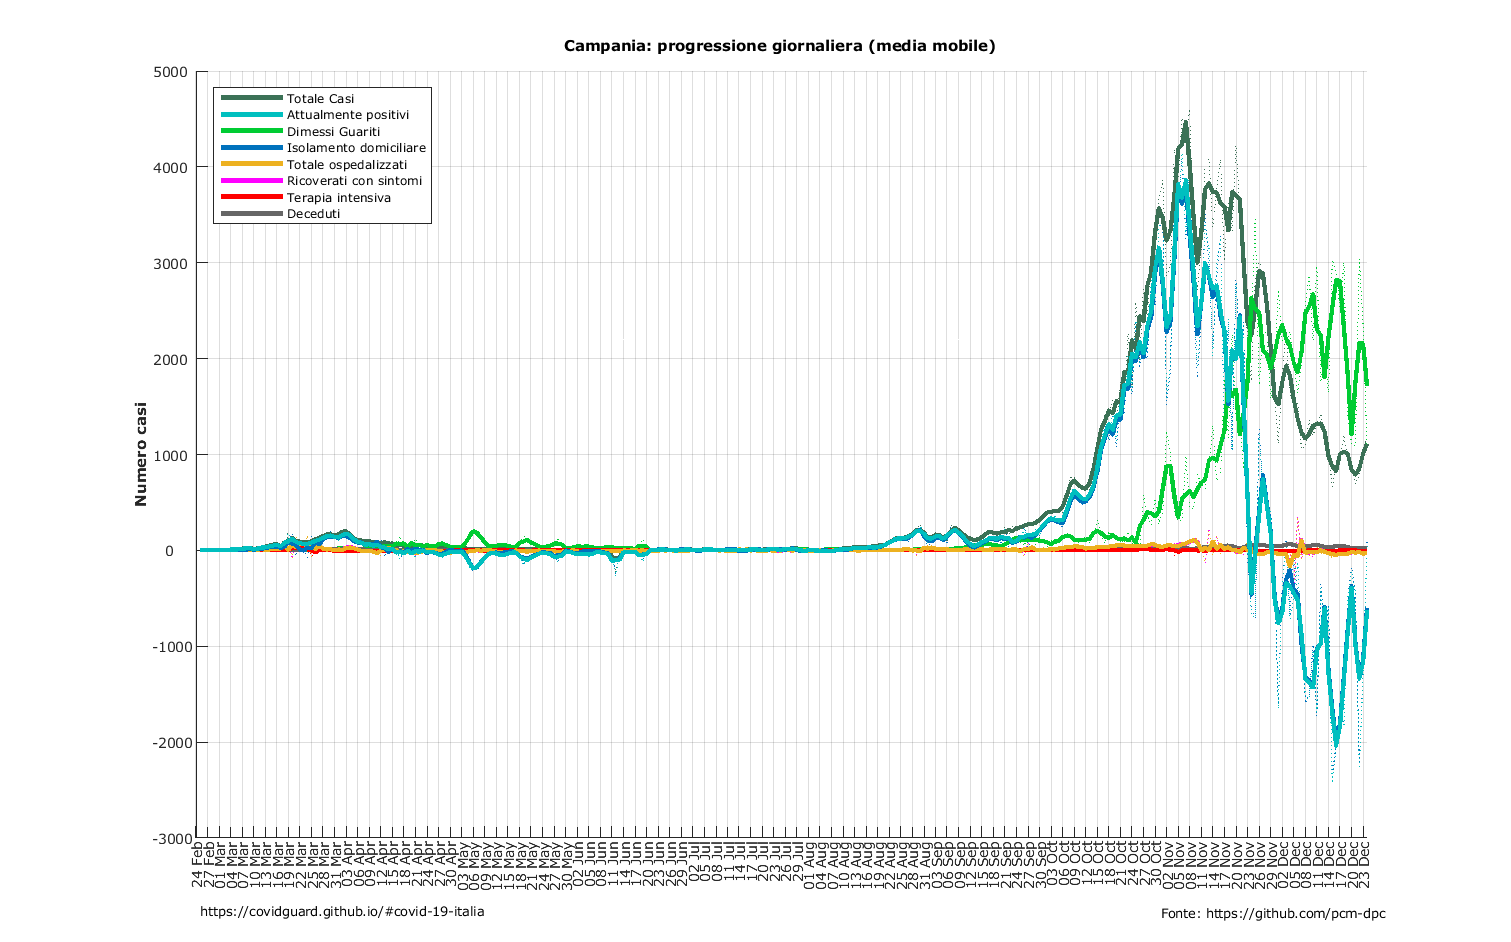 Campania: progressione giornaliera (media mobile)
5000
4000
3000
2000
1000
0
-1000
-2000
-3000
Numero casi
Totale Casi
Attualmente positivi
Dimessi Guariti
Isolamento domiciliare
Totale ospedalizzati
Ricoverati con sintomi
Terapia intensiva
Deceduti
24 Feb
27 Feb
01 Mar
04 Mar
07 Mar
10 Mar
13 Mar
16 Mar
19 Mar
22 Mar
25 Mar
28 Mar
31 Mar
03 Apr
06 Apr
09 Apr
12 Apr
15 Apr
18 Apr
21 Apr
24 Apr
27 Apr
30 Apr
03 May
06 May
09 May
12 May
15 May
18 May
21 May
24 May
27 May
30 May
02 Jun
05 Jun
08 Jun
11 Jun
14 Jun
17 Jun
20 Jun
23 Jun
26 Jun
29 Jun
02 Jul
05 Jul
08 Jul
11 Jul
14 Jul
17 Jul
20 Jul
23 Jul
26 Jul
29 Jul
01 Aug
04 Aug
07 Aug
10 Aug
13 Aug
16 Aug
19 Aug
22 Aug
25 Aug
28 Aug
31 Aug
03 Sep
06 Sep
09 Sep
12 Sep
15 Sep
18 Sep
21 Sep
24 Sep
27 Sep
30 Sep
03 Oct
06 Oct
09 Oct
12 Oct
15 Oct
18 Oct
21 Oct
24 Oct
27 Oct
30 Oct
02 Nov
05 Nov
08 Nov
11 Nov
14 Nov
17 Nov
20 Nov
23 Nov
26 Nov
29 Nov
02 Dec
05 Dec
08 Dec
11 Dec
14 Dec
17 Dec
20 Dec
23 Dec
https://covidguard.github.io/#covid-19-italia
Fonte: https://github.com/pcm-dpc